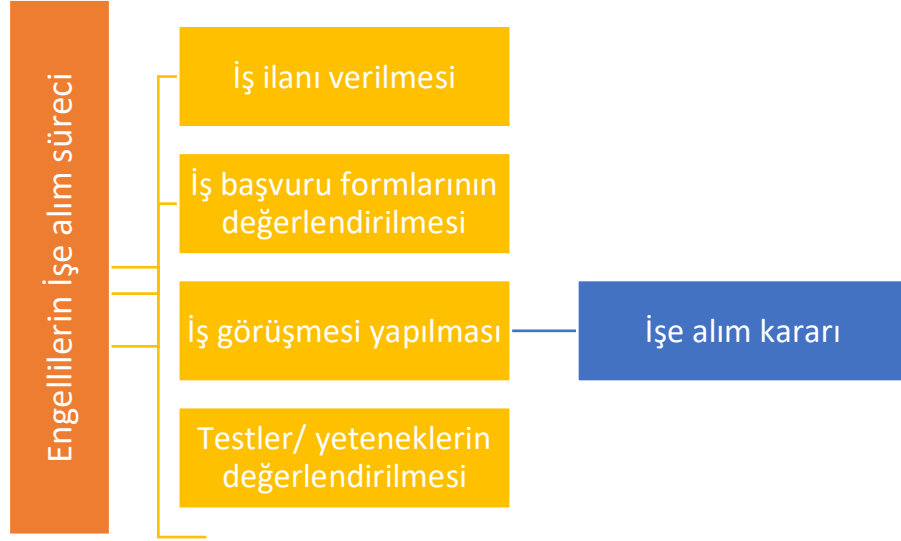 Engellilerin İşe alım süreci
İş ilanı verilmesi
İş başvuru formlarının
değerlendirilmesi
İş görüşmesi yapılması
İşe alım kararı
Testler/ yeteneklerin
değerlendirilmesi